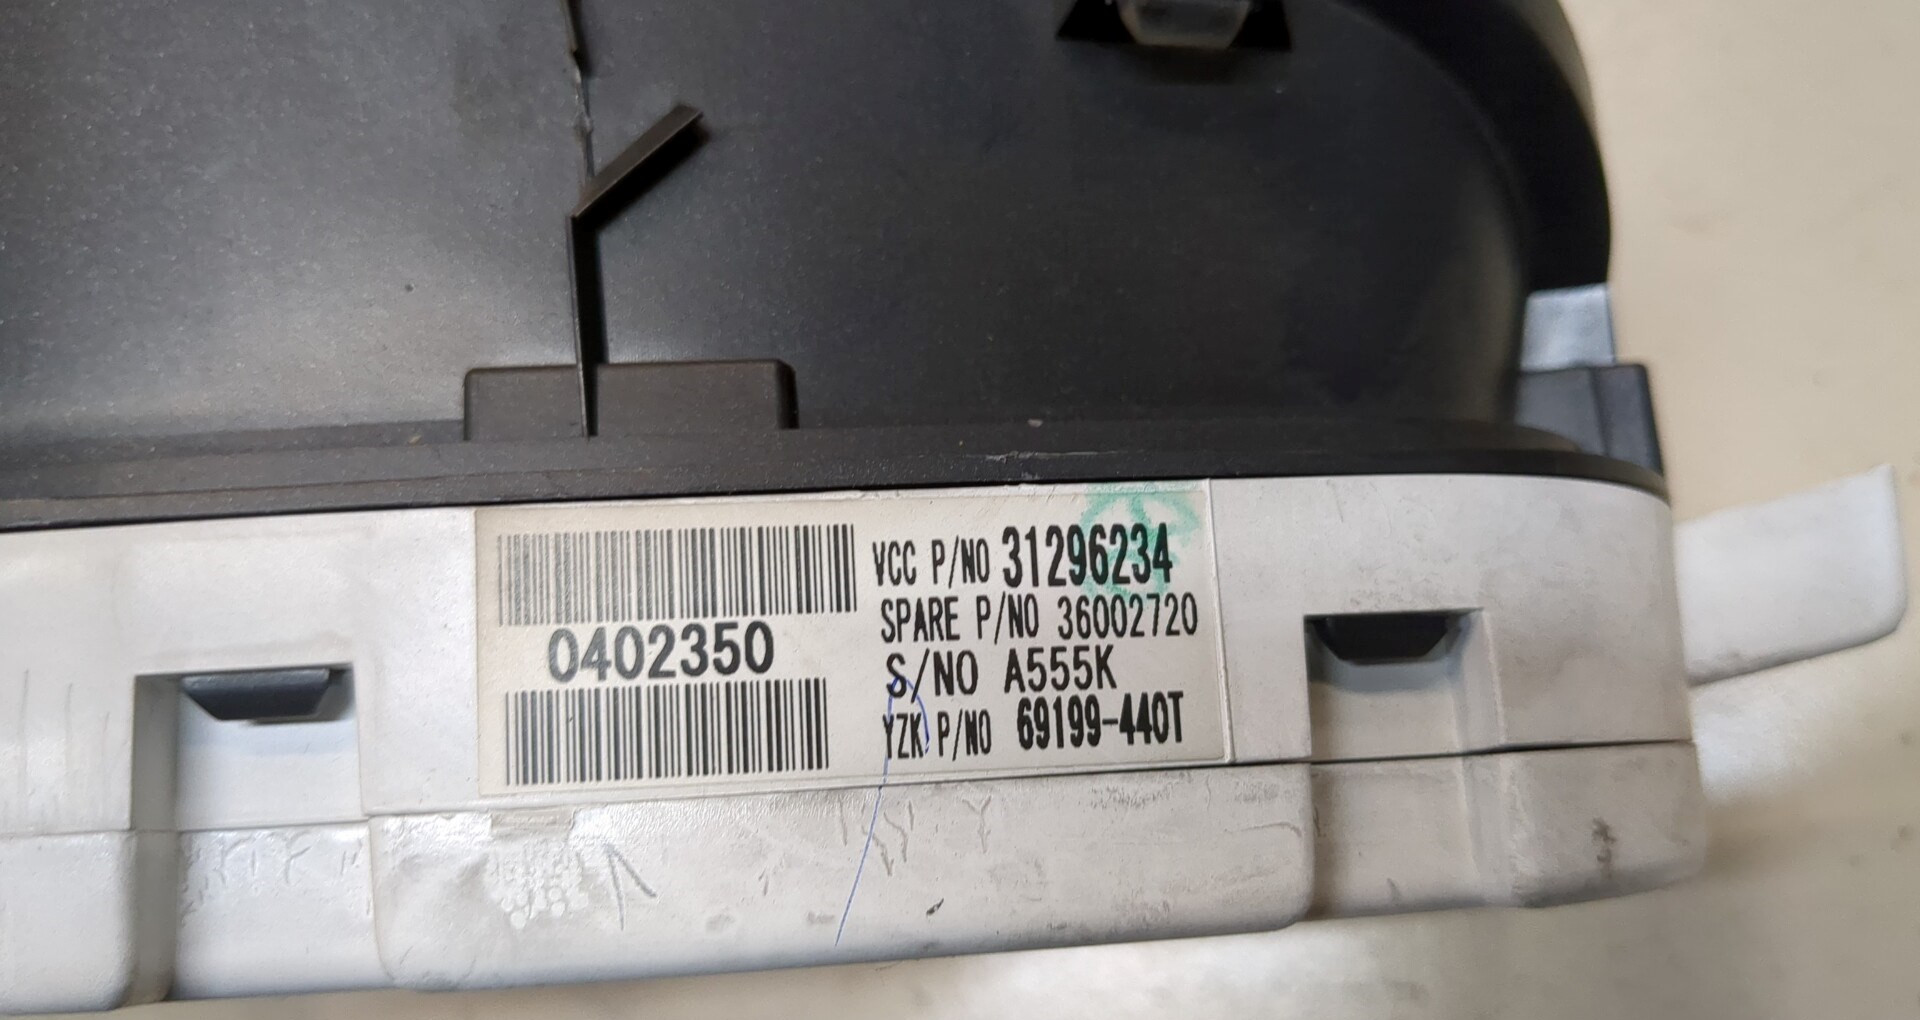 0402350
VCC P/NO 31296234
SPARE P/NO 36002720
S/NO A555K
YZK P/NO 69199-440T